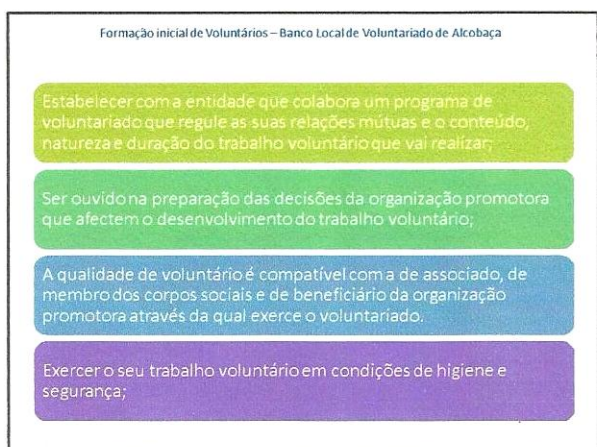 Formação inicial de Voluntários – Banco Local de Voluntariado de Alcobaça
Estabelecer com a entidade que colabora um programa de
voluntariado que regule as suas relações mútuas e o conteúdo,
natureza e duração do trabalho voluntário que vai realizar;
Ser ouvido na preparação das decisões da organização promotora
que afectem o desenvolvimento do trabalho voluntário;
A qualidade de voluntário é compatível com a de associado, de
membro dos corpos sociais e de beneficiário da organização
promotora através da qual exerce o voluntariado.
Exercer o seu trabalho voluntário em condições de higiene e
segurança;